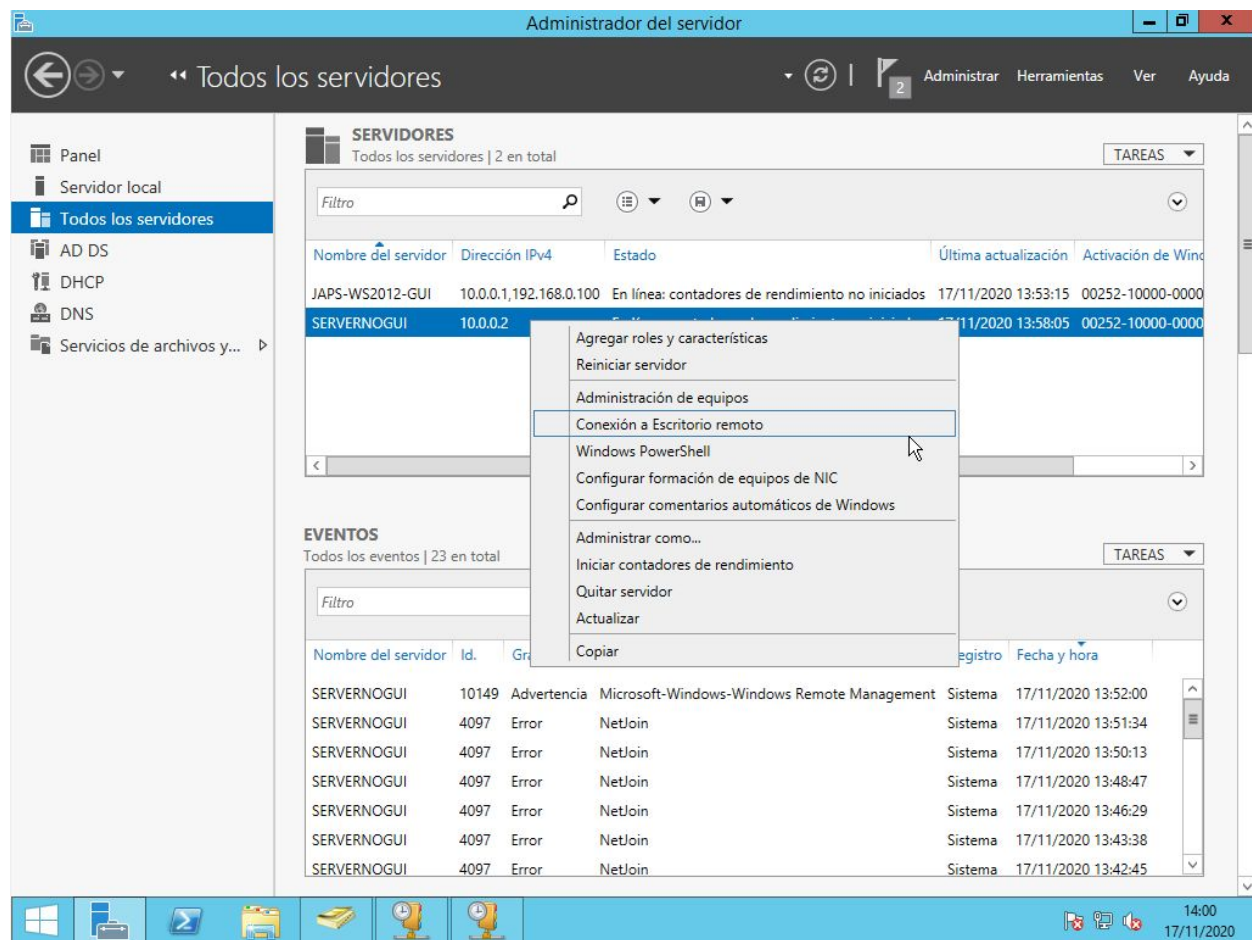 Administrador del servidor
Todos los servidores
2
Administrar Herramientas Ver Ayuda
Panel
Servidor local
Todos los servidores
AD DS
DHCP
DNS
Servicios de archivos y...
SERVIDORES
Todos los servidores | 2 en total
TAREAS
Filtro
Nombre del servidor Dirección IPv4 Estado Última actualización Activación de Wind
JAPS-WS2012-GUI 10.0.0.1,192.168.0.100 En línea: contadores de rendimiento no iniciados 17/11/2020 13:53:15 00252-10000-0000
SERVERNOGUI 10.0.0.2 17/11/2020 13:58:05 00252-10000-0000
Agregar roles y características
Reiniciar servidor
Administración de equipos
Conexión a Escritorio remoto
Windows PowerShell
Configurar formación de equipos de NIC
Configurar comentarios automáticos de Windows
Administrar como...
Iniciar contadores de rendimiento
Quitar servidor
Actualizar
Copiar
EVENTOS
Todos los eventos | 23 en total
TAREAS
Filtro
Nombre del servidor Id. Fecha y hora
SERVERNOGUI 10149 Advertencia Microsoft-Windows-Windows Remote Management Sistema 17/11/2020 13:52:00
SERVERNOGUI 4097 Error NetJoin Sistema 17/11/2020 13:51:34
SERVERNOGUI 4097 Error NetJoin Sistema 17/11/2020 13:50:13
SERVERNOGUI 4097 Error NetJoin Sistema 17/11/2020 13:48:47
SERVERNOGUI 4097 Error NetJoin Sistema 17/11/2020 13:46:29
SERVERNOGUI 4097 Error NetJoin Sistema 17/11/2020 13:43:38
SERVERNOGUI 4097 Error NetJoin Sistema 17/11/2020 13:42:45
14:00
17/11/2020